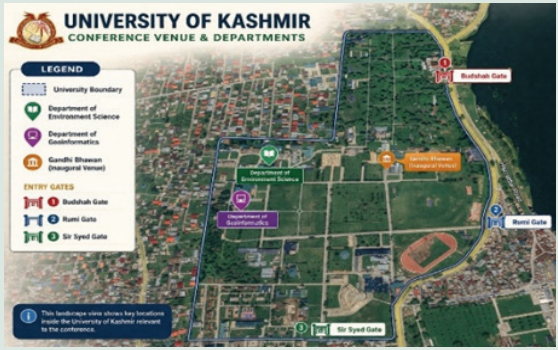 UNIVERSITY OF KASHMIR
CONFERENCE VENUE & DEPARTMENTS
LEGEND
University Boundary
Department of
Environment Science
Department of
Geoinformatics
Gandhi Bhawan
(Inaugural Venue)
ENTRY GATES
1 Budshah Gate
2 Rumi Gate
3 Sir Syed Gate
1
Budshah Gate
Gandhi Bhawan
(Inaugural Venue)
Department of
Environment Science
Department of
Geoinformatics
2
Rumi Gate
3 Sir Syed Gate
i
This landscape view shows key locations
inside the University of Kashmir relevant
to the conference.